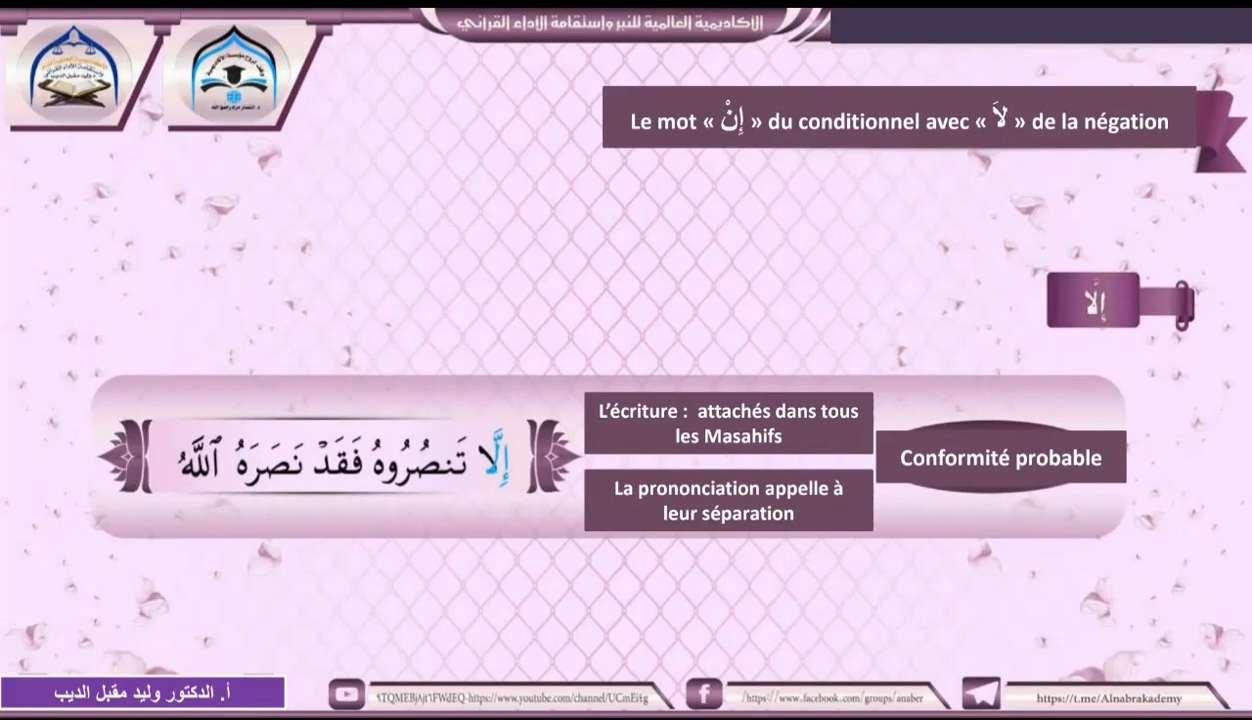 الأكاديمية العالمية للنبر وإستقامة الأداء القرآني
Le mot « إِنْ » du conditionnel avec « لاَ » de la négation
إِلَّا
L'écriture : attachés dans tous
les Masahifs
Conformité probable
إِلَّا تَنصُرُوهُ فَقَدْ نَصَرَهُ ٱللَّهُ
La prononciation appelle à
leur séparation
أ. الدكتور وليد مقبل الديب
https://www.youtube.com/channel/UCmEi
https://www.facebook.com/groups/anaber/
https://t.me/Alnabrakademy